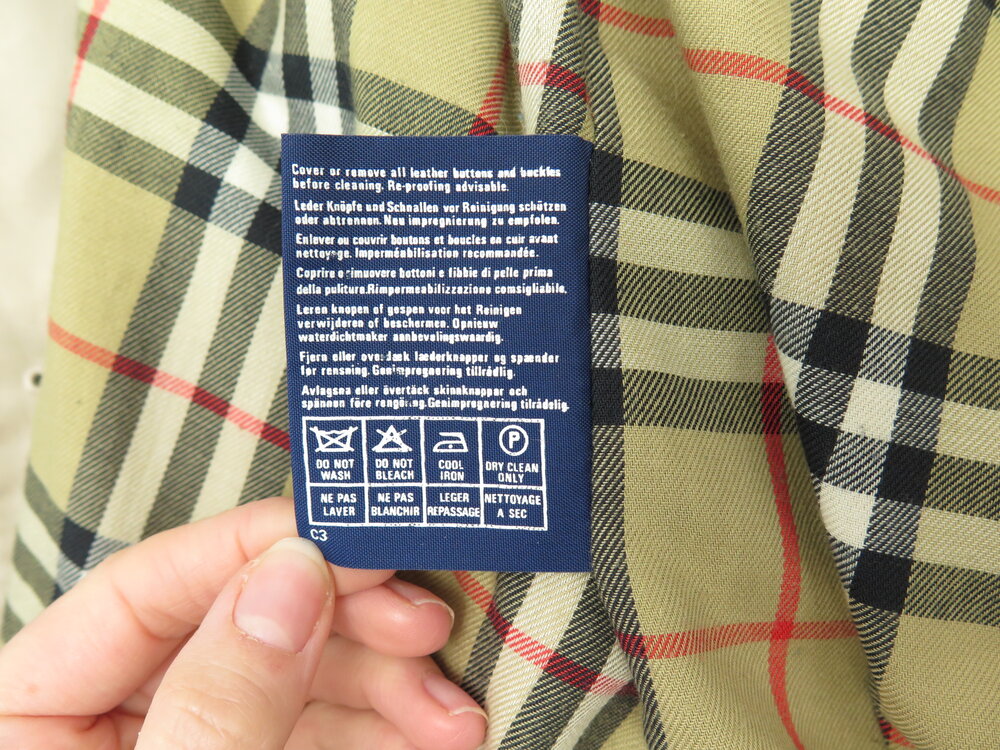 Cover or remove all leather buttons and buckles
before cleaning. Re-proofing advisable.
Leder Knöpfe und Schnallen vor Reinigung schützen
oder abtrennen. Neu impregnierung zu empfolen.
Enlever ou couvrir boutons et boucles en cuir avant
nettoyage. Imperméabilisation recommandée.
Coprire o rimuovere bottoni e fibbie di pelle prima
della pulitura. Rimpermeabilizzazione consigliabile.
Leren knopen of gespen voor het Reinigen
verwijderen of beschermen. Opnieuw
waterdichtmaker aanbevelingswaardig.
Fjern eller overdæk læderknapper og spænder
for rensning. Genimpregnering tillrådlig.
Avlagsna eller övertäck skinnknappar och
spännen före rengöring. Genimpregnering tilrådelig.
P
DO NOT WASH DO NOT BLEACH COOL IRON DRY CLEAN ONLY
NE PAS LAVER NE PAS BLANCHIR LEGER REPASSAGE NETTOYAGE A SEC
C3